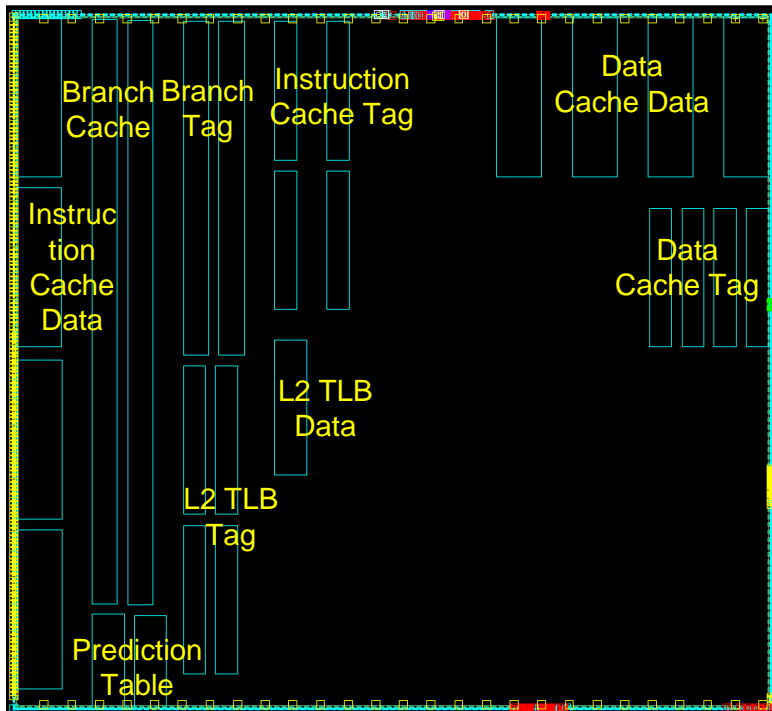 Branch
Cache
Branch
Tag
Instruction
Cache Tag
Data
Cache Data
Instruc
tion
Cache
Data
Data
Cache Tag
L2 TLB
Data
L2 TLB
Tag
Prediction
Table